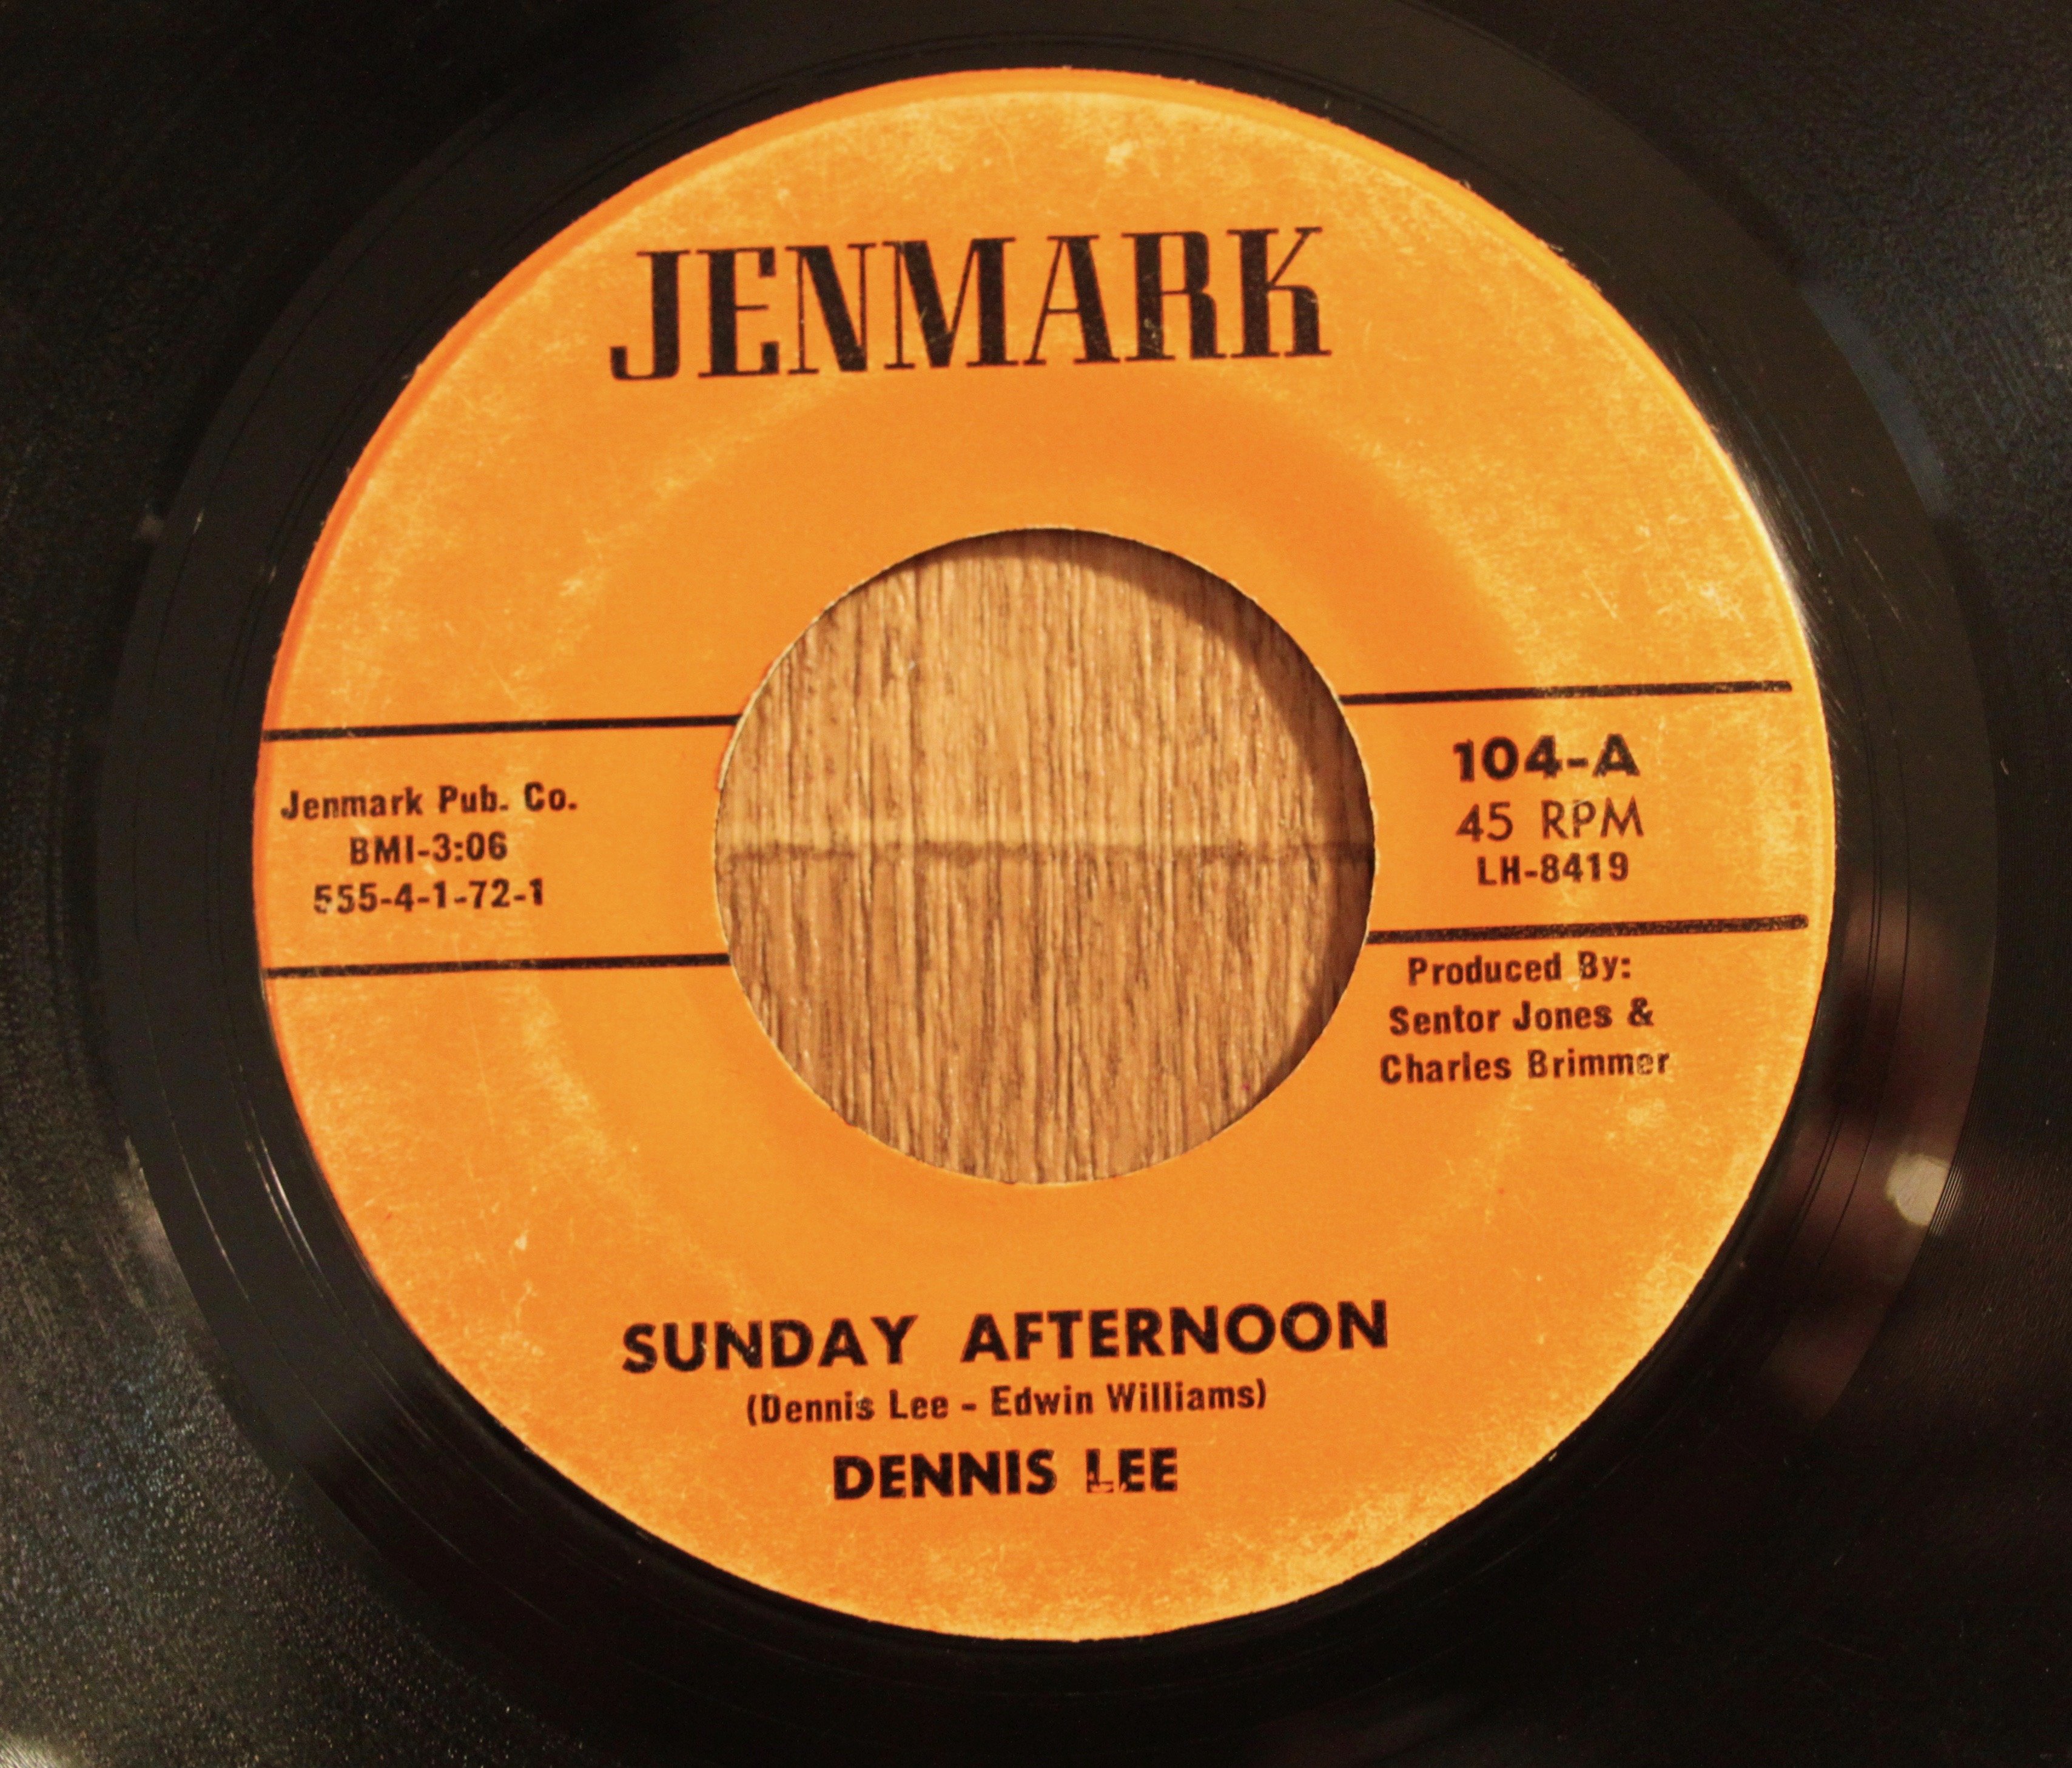 JENMARK
Jenmark Pub. Co.
BMI-3:06
555-4-1-72-1
104-A
45 RPM
LH-8419
Produced By:
Sentor Jones &
Charles Brimmer
SUNDAY AFTERNOON
(Dennis Lee - Edwin Williams)
DENNIS LEE